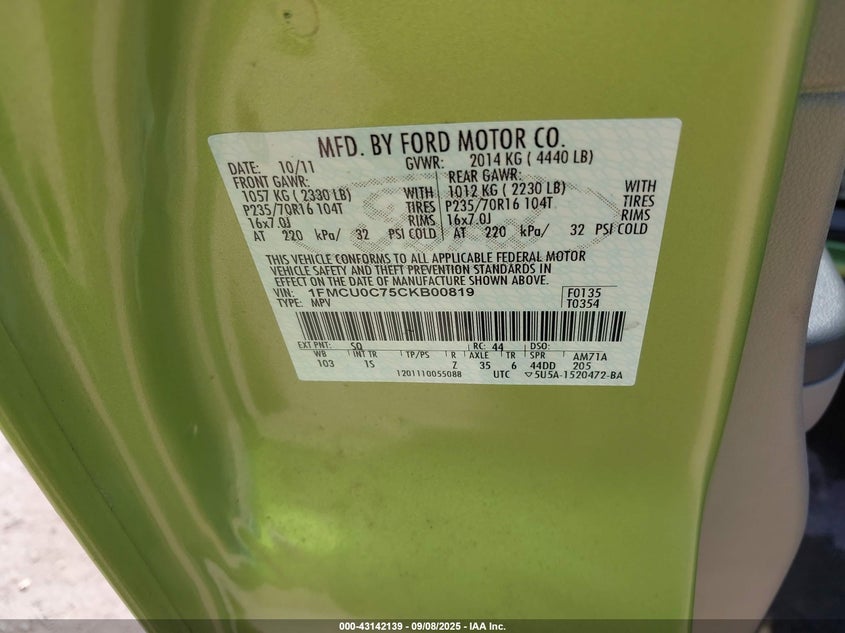 MFD. BY FORD MOTOR CO.
DATE: 10/11 GVWR: 2014 KG ( 4440 LB)
FRONT GAWR: REAR GAWR:
1057 KG ( 2330 LB) WITH 1012 KG ( 2230 LB) WITH
P235/70R16 104T TIRES P235/70R16 104T TIRES
16x7.0J RIMS 16x7.0J RIMS
AT 220 kPa/ 32 PSI COLD AT 220 kPa/ 32 PSI COLD
THIS VEHICLE CONFORMS TO ALL APPLICABLE FEDERAL MOTOR
VEHICLE SAFETY AND THEFT PREVENTION STANDARDS IN
EFFECT ON THE DATE OF MANUFACTURE SHOWN ABOVE.
VIN: 1FMCU0C75CKB00819 F0135
TYPE: MPV T0354
EXT PNT: SQ RC: 44 DSO:
WB INT TR TP/PS R AXLE TR SPR AM71A
103 15 Z 35 6 44DD 205
1201110055088 UTC ▽5U5A-1520472-BA
000-43142139 - 09/08/2025 - IAA Inc.